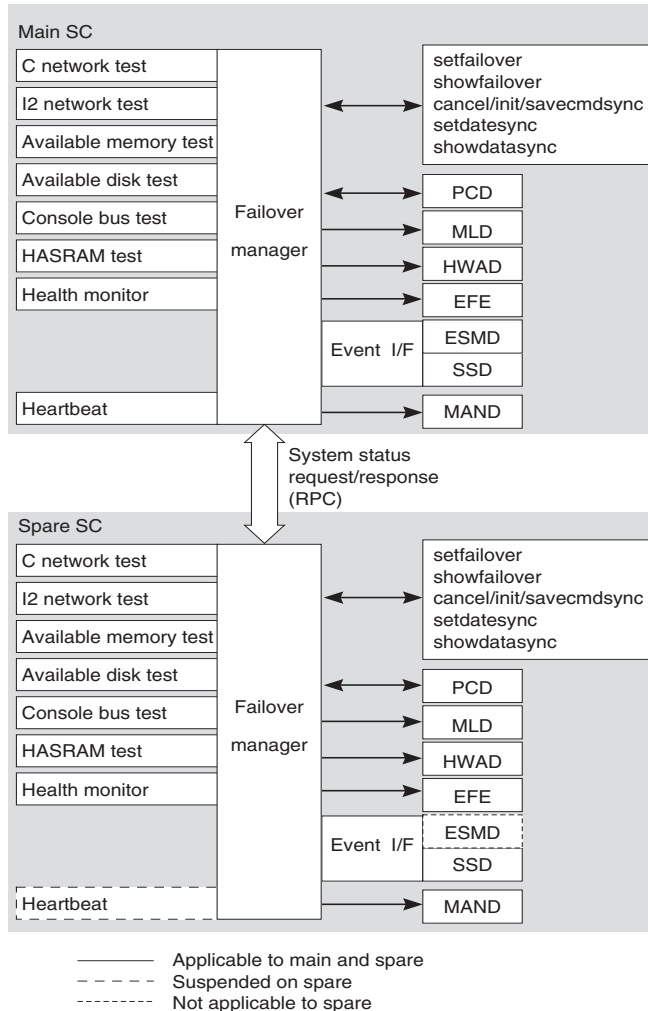 Main SC
C network test
I2 network test
Available memory test
Available disk test
Console bus test
HASRAM test
Health monitor
Heartbeat
Failover
manager
setfailover
showfailover
cancel/init/savecmdsync
setdatesync
showdatasync
PCD
MLD
HWAD
EFE
Event I/F
ESMD
SSD
MAND
System status
request/response
(RPC)
Spare SC
C network test
I2 network test
Available memory test
Available disk test
Console bus test
HASRAM test
Health monitor
Heartbeat
Failover
manager
setfailover
showfailover
cancel/init/savecmdsync
setdatesync
showdatasync
PCD
MLD
HWAD
EFE
Event I/F
ESMD
SSD
MAND
Applicable to main and spare
Suspended on spare
Not applicable to spare